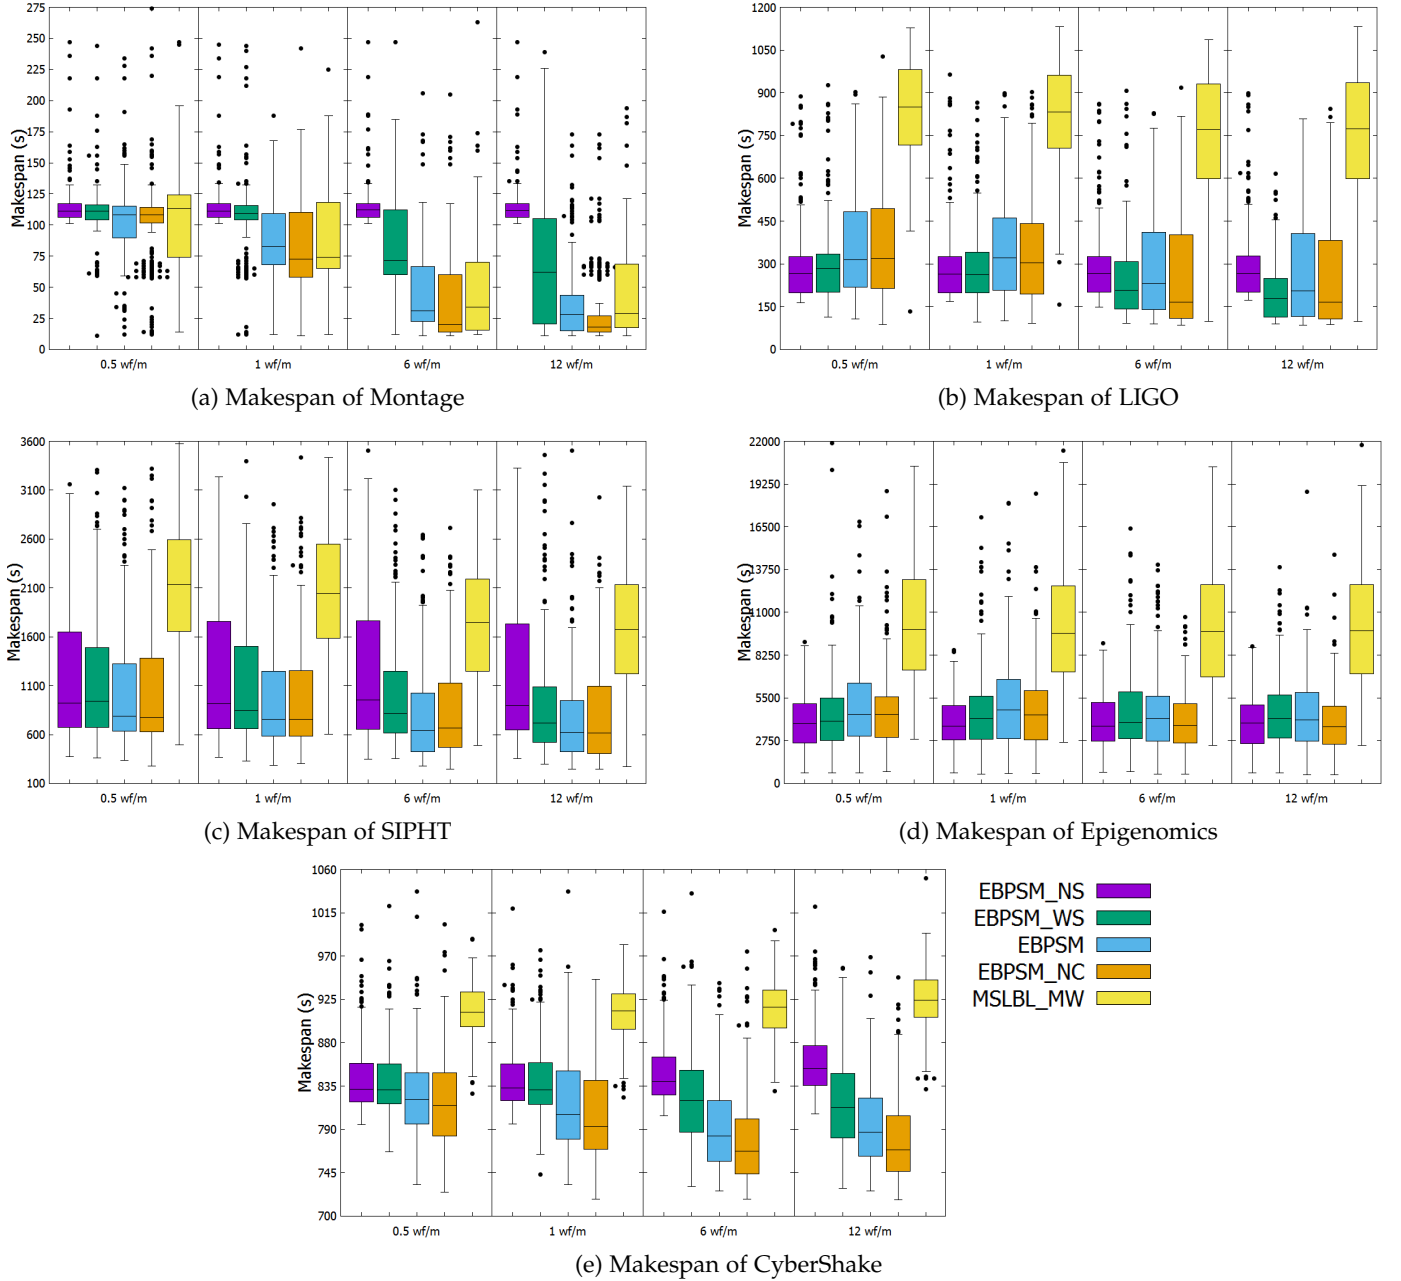 275
250
225
200
175
150
125
100
75
50
25
0
Makespan (s)
0.5 wf/m 1 wf/m 6 wf/m 12 wf/m
(a) Makespan of Montage
1200
1050
900
750
600
450
300
150
0
Makespan (s)
0.5 wf/m 1 wf/m 6 wf/m 12 wf/m
(b) Makespan of LIGO
3600
3100
2600
2100
1600
1100
600
100
Makespan (s)
0.5 wf/m 1 wf/m 6 wf/m 12 wf/m
(c) Makespan of SIPHT
22000
19250
16500
13750
11000
8250
5500
2750
0
Makespan (s)
0.5 wf/m 1 wf/m 6 wf/m 12 wf/m
(d) Makespan of Epigenomics
1060
1015
970
925
880
835
790
745
700
Makespan (s)
0.5 wf/m 1 wf/m 6 wf/m 12 wf/m
(e) Makespan of CyberShake
EBPSM_NS
EBPSM_WS
EBPSM
EBPSM_NC
MSLBL_MW